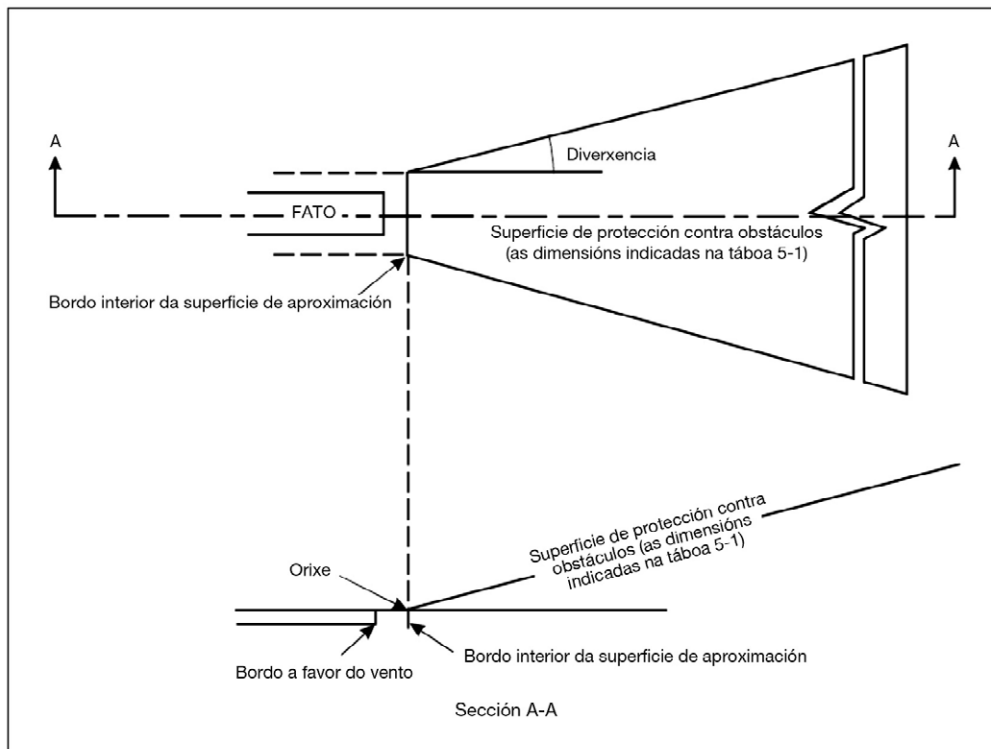 A
A
Diverxencia
FATO
Superficie de protección contra obstáculos
(as dimensións indicadas na táboa 5-1)
Bordo interior da superficie de aproximación
Superficie de protección contra
obstáculos (as dimensións
indicadas na táboa 5-1)
Orixe
Bordo interior da superficie de aproximación
Bordo a favor do vento
Sección A-A